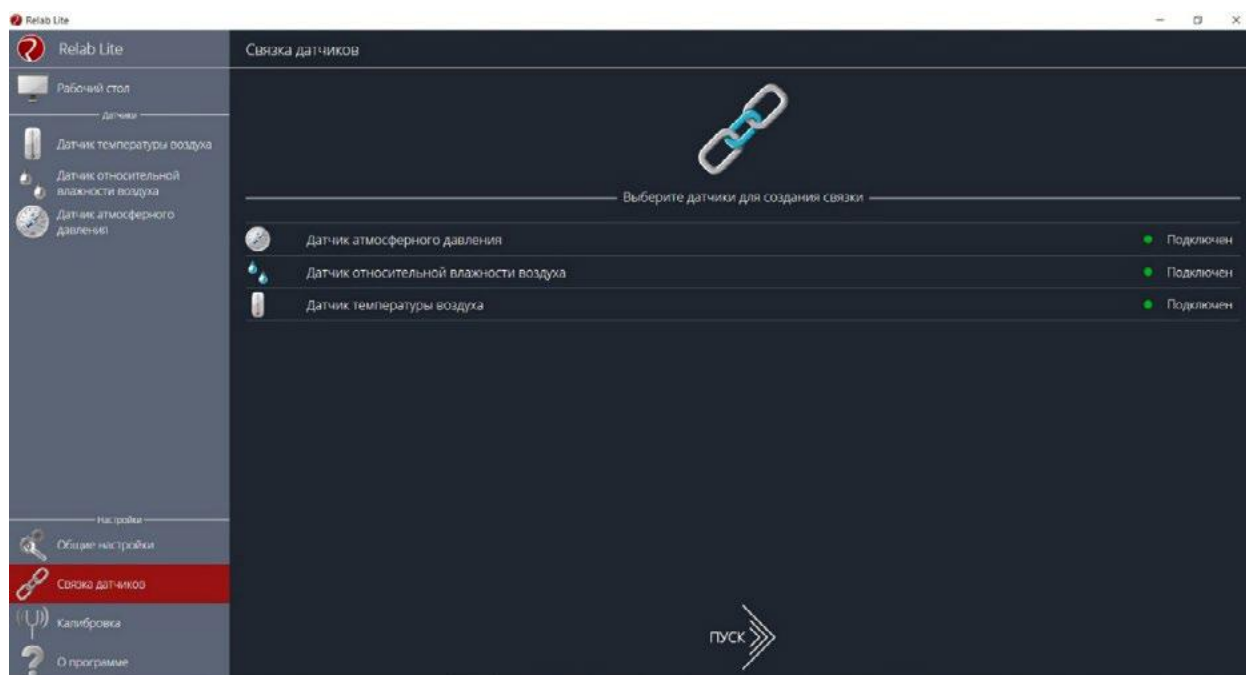 Relab Lite
Relab Lite
Рабочий стол
Датчики
Датчик температуры воздуха
Датчик относительной
влажности воздуха
Датчик атмосферного
давления
Настройки
Общие настройки
Связка датчиков
Калибровка
О программе
Связка датчиков
Выберите датчики для создания связки
Датчик атмосферного давления Подключен
Датчик относительной влажности воздуха Подключен
Датчик температуры воздуха Подключен
ПУСК